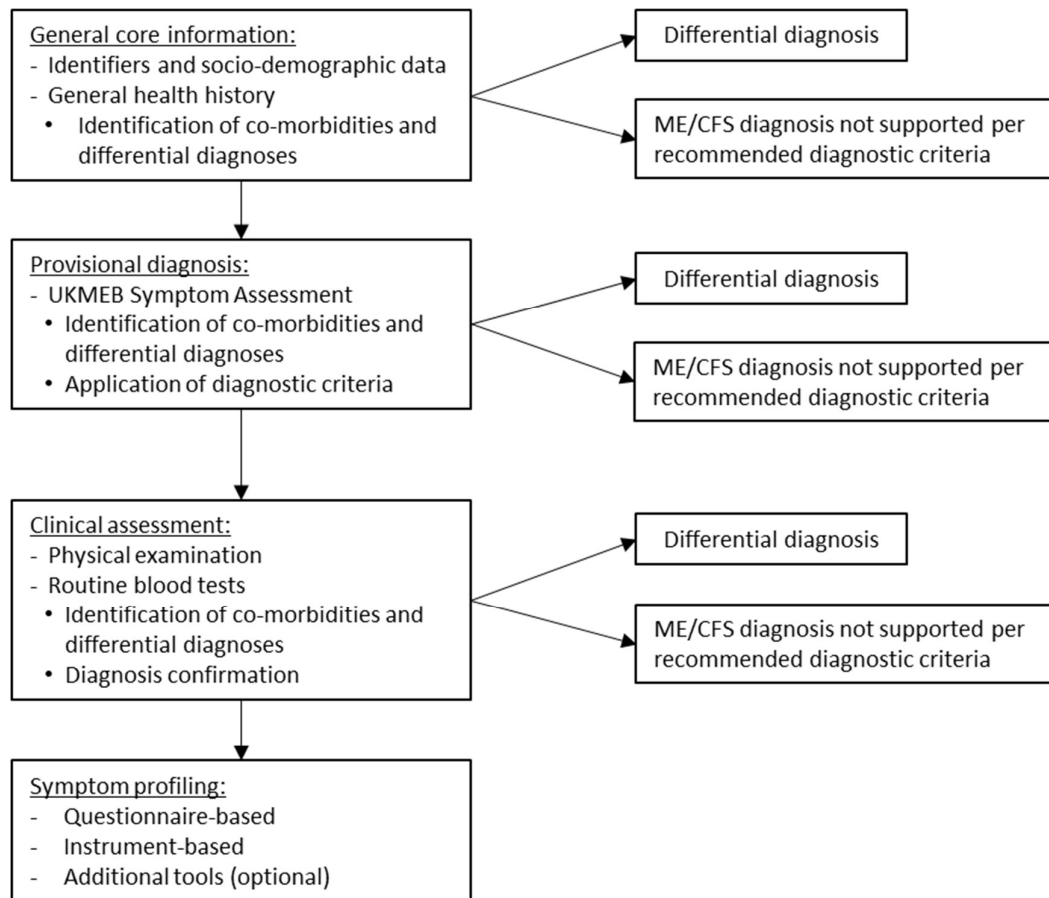 General core information:
- Identifiers and socio-demographic data
- General health history
• Identification of co-morbidities and
differential diagnoses
Differential diagnosis
ME/CFS diagnosis not supported per
recommended diagnostic criteria
Provisional diagnosis:
- UKMEB Symptom Assessment
• Identification of co-morbidities and
differential diagnoses
• Application of diagnostic criteria
Differential diagnosis
ME/CFS diagnosis not supported per
recommended diagnostic criteria
Clinical assessment:
- Physical examination
- Routine blood tests
• Identification of co-morbidities and
differential diagnoses
• Diagnosis confirmation
Differential diagnosis
ME/CFS diagnosis not supported per
recommended diagnostic criteria
Symptom profiling:
- Questionnaire-based
- Instrument-based
- Additional tools (optional)